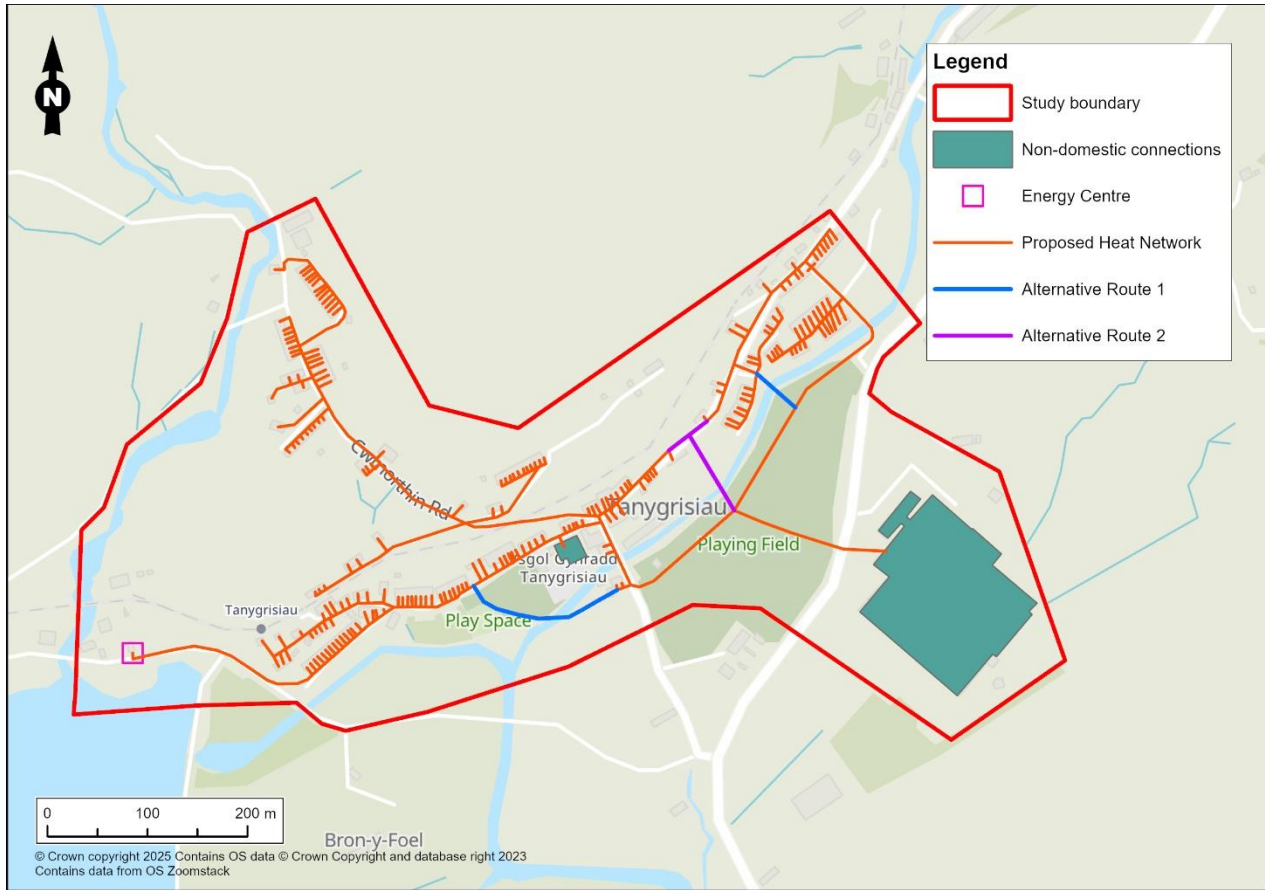 N
Legend
Study boundary
Non-domestic connections
Energy Centre
Proposed Heat Network
Alternative Route 1
Alternative Route 2
Cwmorthin Rd
Tanygrisiau
Playing Field
Tanygrisiau
Tanygrisiau
Play Space
0 100 200 m
Bron-y-Foel
© Crown copyright 2025 Contains OS data © Crown Copyright and database right 2023
Contains data from OS Zoomstack